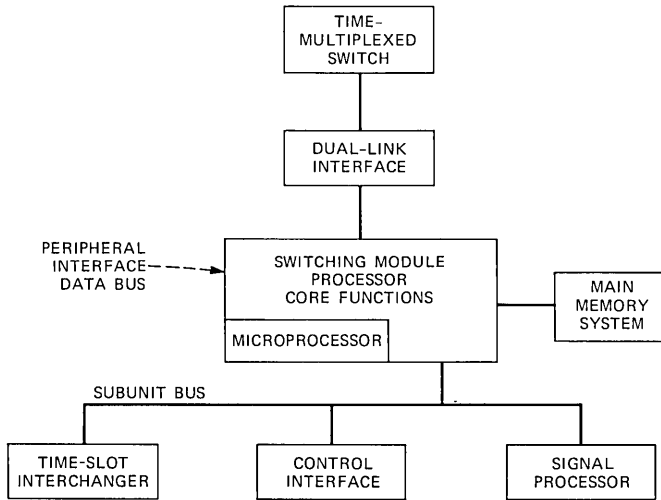 TIME-
MULTIPLEXED
SWITCH
DUAL-LINK
INTERFACE
PERIPHERAL
INTERFACE
DATA BUS
SWITCHING MODULE
PROCESSOR
CORE FUNCTIONS
MICROPROCESSOR
MAIN
MEMORY
SYSTEM
SUBUNIT BUS
TIME-SLOT
INTERCHANGER
CONTROL
INTERFACE
SIGNAL
PROCESSOR